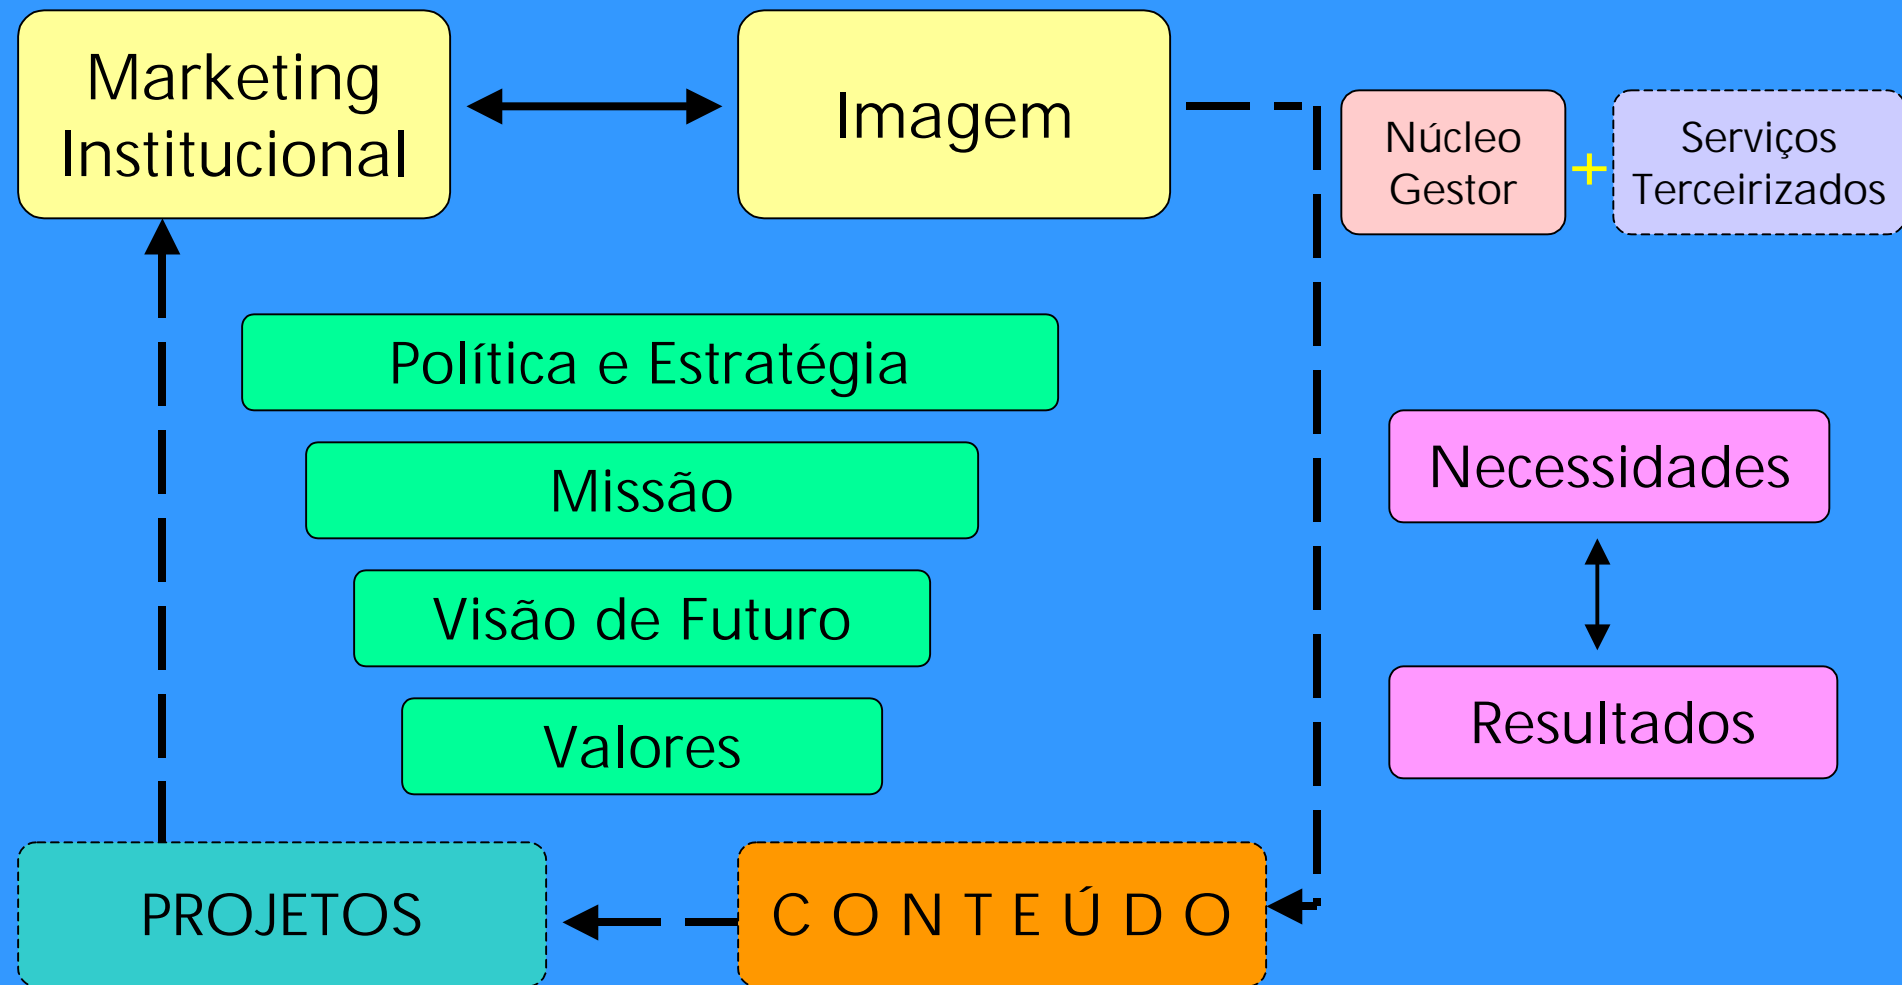 Marketing
Institucional
Imagem
Núcleo
Gestor
+
Serviços
Terceirizados
Política e Estratégia
Missão
Visão de Futuro
Valores
Necessidades
Resultados
PROJETOS
C O N T E Ú D O